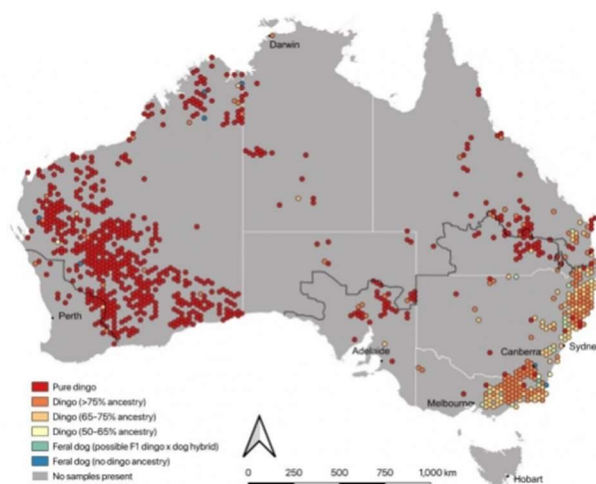 Darwin
Perth
Adelaide
Canberra
Sydne
Melbourne
Pure dingo
Dingo (>75% ancestry)
Dingo (65–75% ancestry)
Dingo (50–65% ancestry)
Feral dog (possible F1 dingo x dog hybrid)
Feral dog (no dingo ancestry)
No samples present
0 250 500 750 1,000 km
Hobart